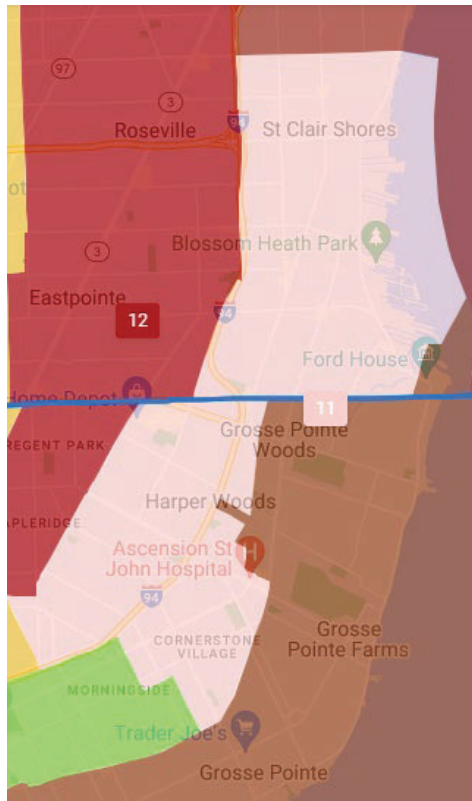 97
3
94
Roseville
St Clair Shores
ot
Blossom Heath Park
3
Eastpointe
12
94
Ford House
Home Depot
11
REGENT PARK
Grosse Pointe
Woods
APLERIDGE
Harper Woods
Ascension St
John Hospital
H
94
CORNERSTONE
VILLAGE
Grosse
Pointe Farms
MORNINGSIDE
Trader Joe's
Grosse Pointe